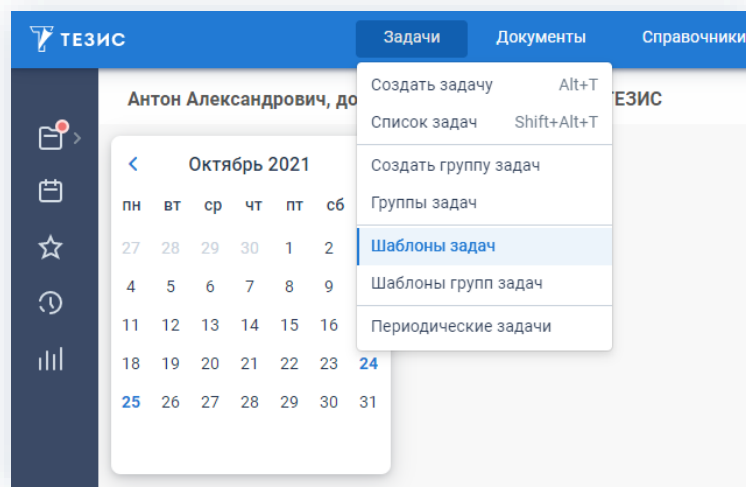 ТЕЗИС
Задачи Документы Справочники
Антон Александрович, до ТЕЗИС
Создать задачу Alt+T
Список задач Shift+Alt+T
Создать группу задач
Группы задач
Шаблоны задач
Шаблоны групп задач
Периодические задачи
Октябрь 2021
пн вт ср чт пт сб
27 28 29 30 1 2
4 5 6 7 8 9
11 12 13 14 15 16
18 19 20 21 22 23 24
25 26 27 28 29 30 31